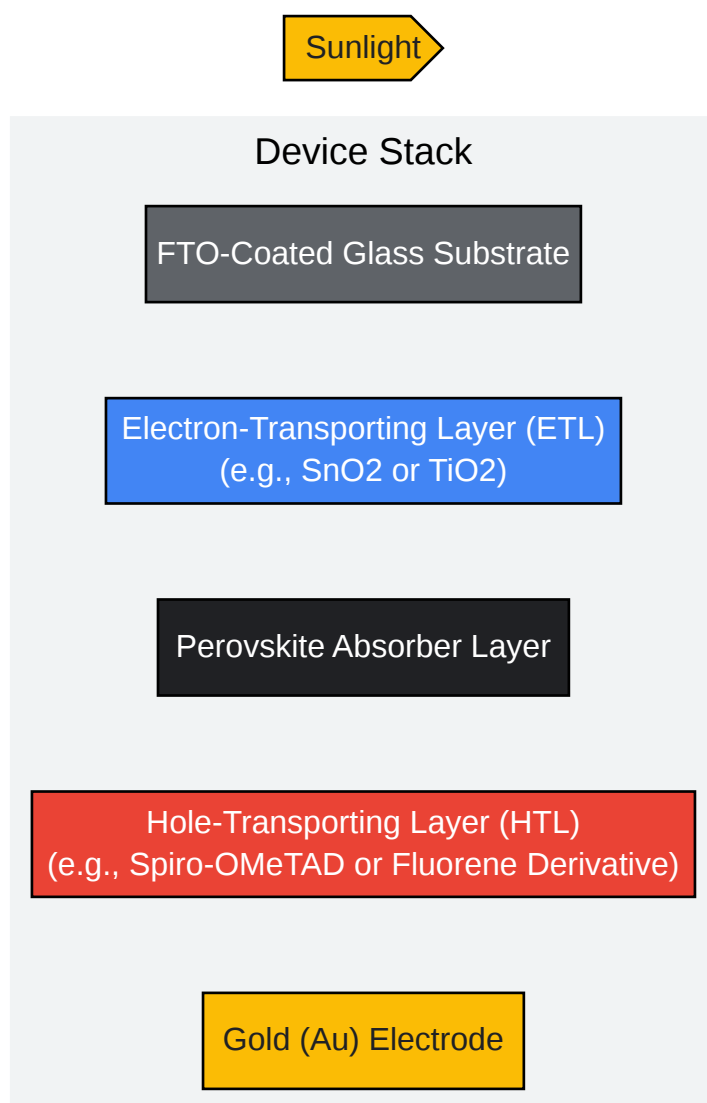 Sunlight
Device Stack
FTO-Coated Glass Substrate
Electron-Transporting Layer (ETL)
(e.g., SnO2 or TiO2)
Perovskite Absorber Layer
Hole-Transporting Layer (HTL)
(e.g., Spiro-OMeTAD or Fluorene Derivative)
Gold (Au) Electrode